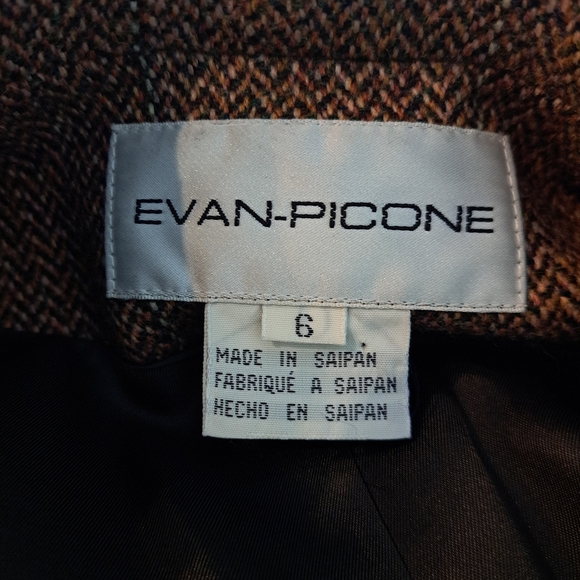 EVAN-PICONE
6
MADE IN SAIPAN
FABRIQUÉ A SAIPAN
HECHO EN SAIPAN